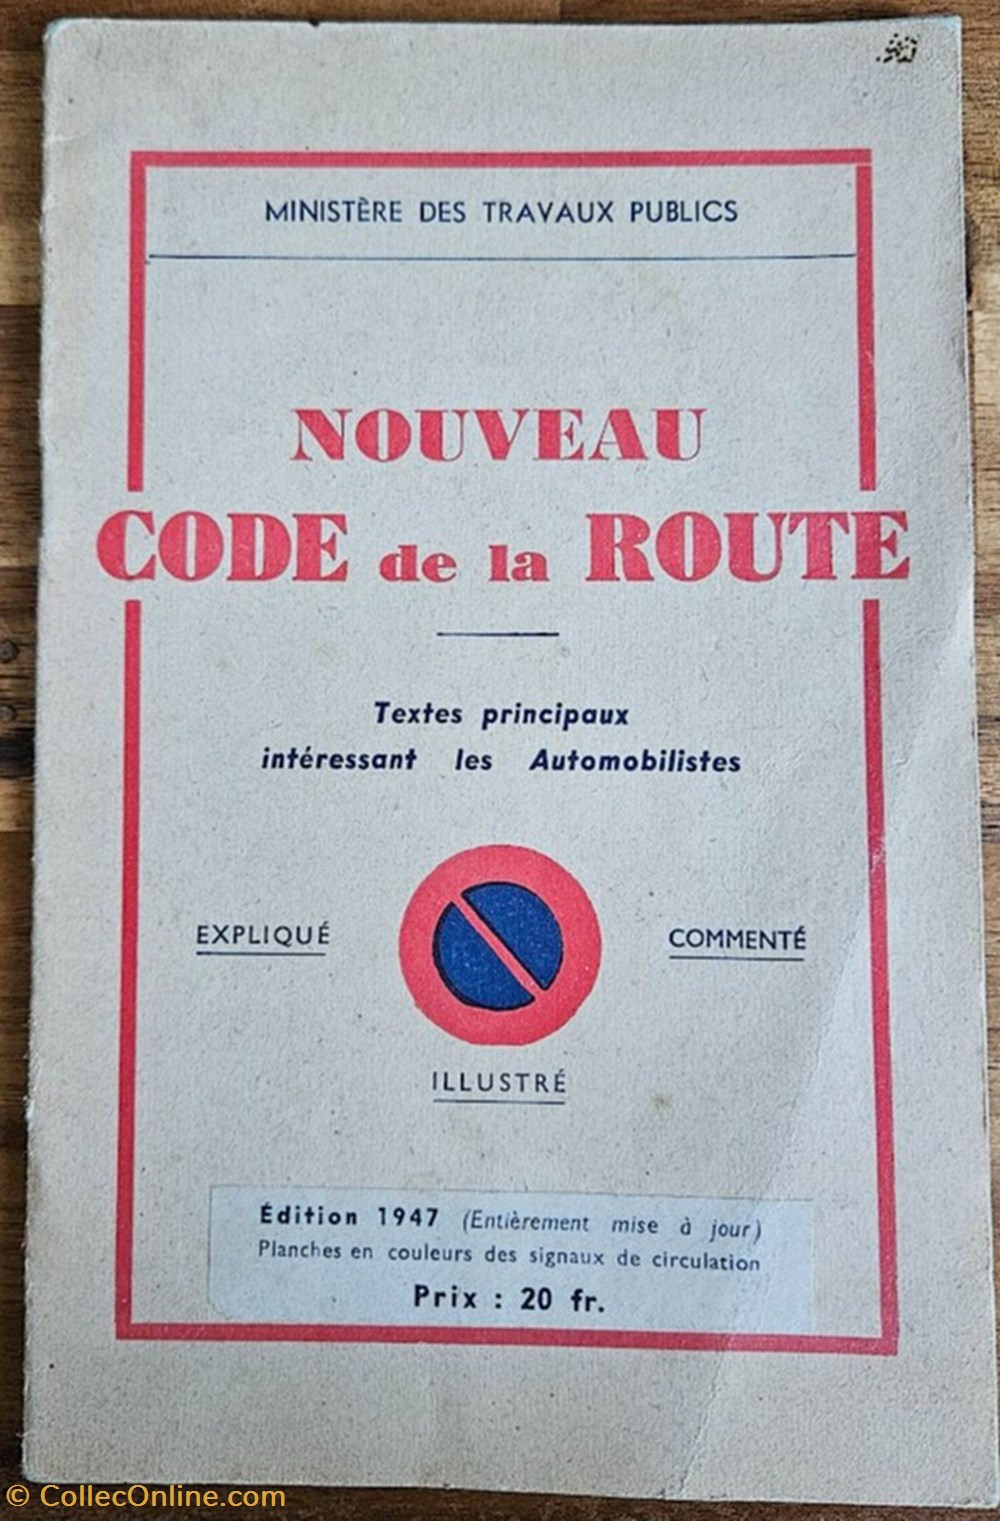 MINISTÈRE DES TRAVAUX PUBLICS
NOUVEAU
CODE de la ROUTE
Textes principaux
intéressant les Automobilistes
EXPLIQUÉ
COMMENTÉ
ILLUSTRÉ
Édition 1947 (Entièrement mise à jour)
Planches en couleurs des signaux de circulation
Prix : 20 fr.
© CollecOnline.com